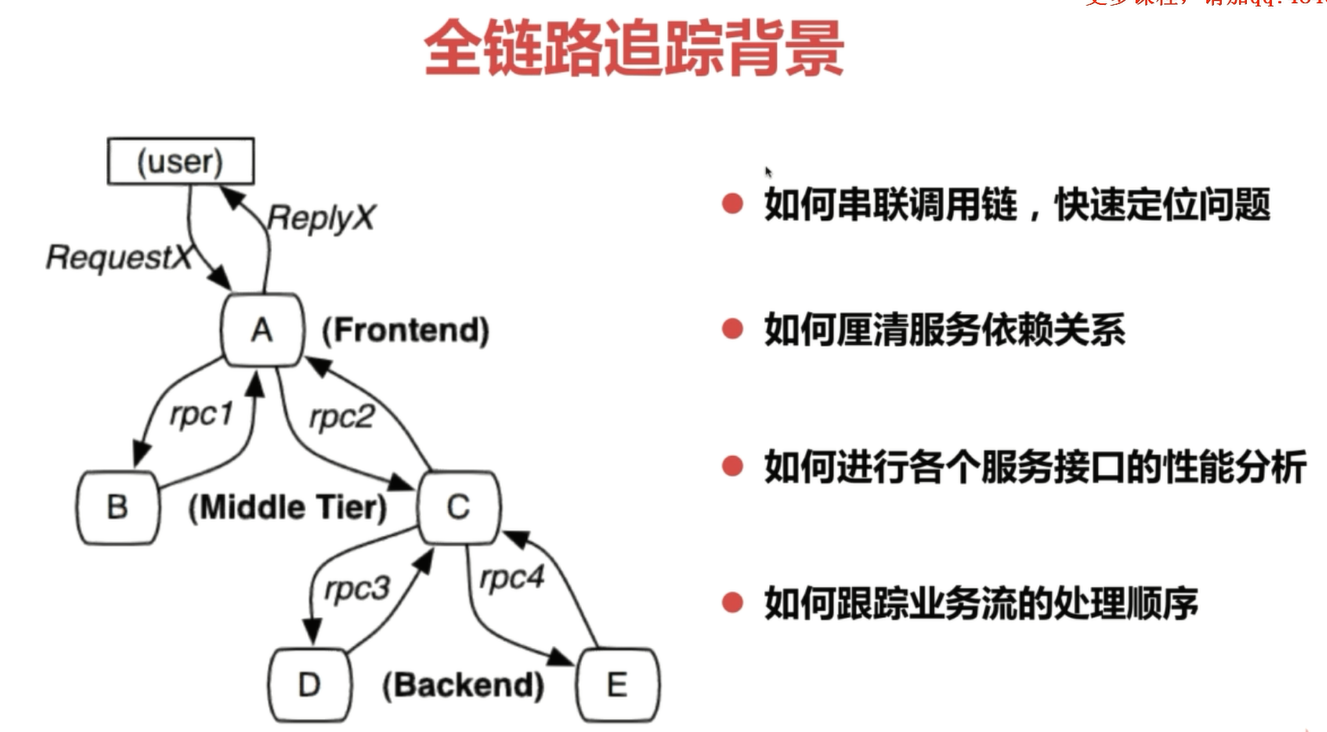 全链路追踪背景
(user)
ReplyX
RequestX
A
(Frontend)
rpc1
rpc2
B
(Middle Tier)
C
rpc3
rpc4
D
(Backend)
E
如何串联调用链，快速定位问题
如何厘清服务依赖关系
如何进行各个服务接口的性能分析
如何跟踪业务流的处理顺序